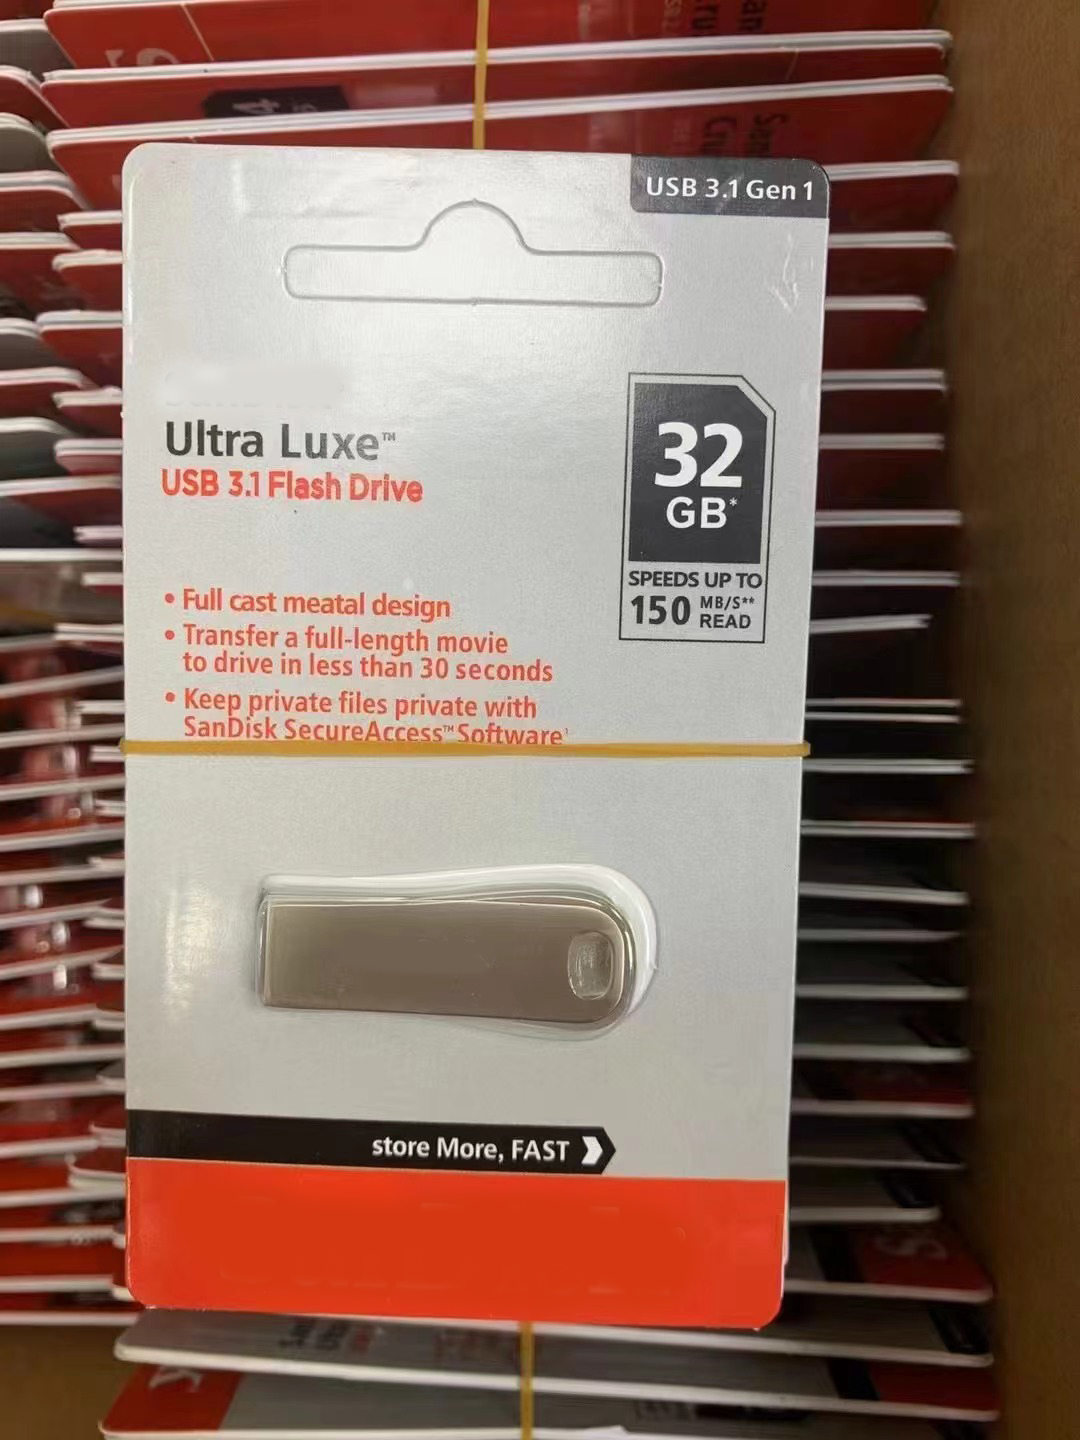 USB 3.1 Gen 1
Ultra Luxe™
USB 3.1 Flash Drive
32
GB*
SPEEDS UP TO
150 MB/S**
READ
• Full cast meatal design
• Transfer a full-length movie
to drive in less than 30 seconds
• Keep private files private with
SanDisk SecureAccess™ Software¹
store More, FAST